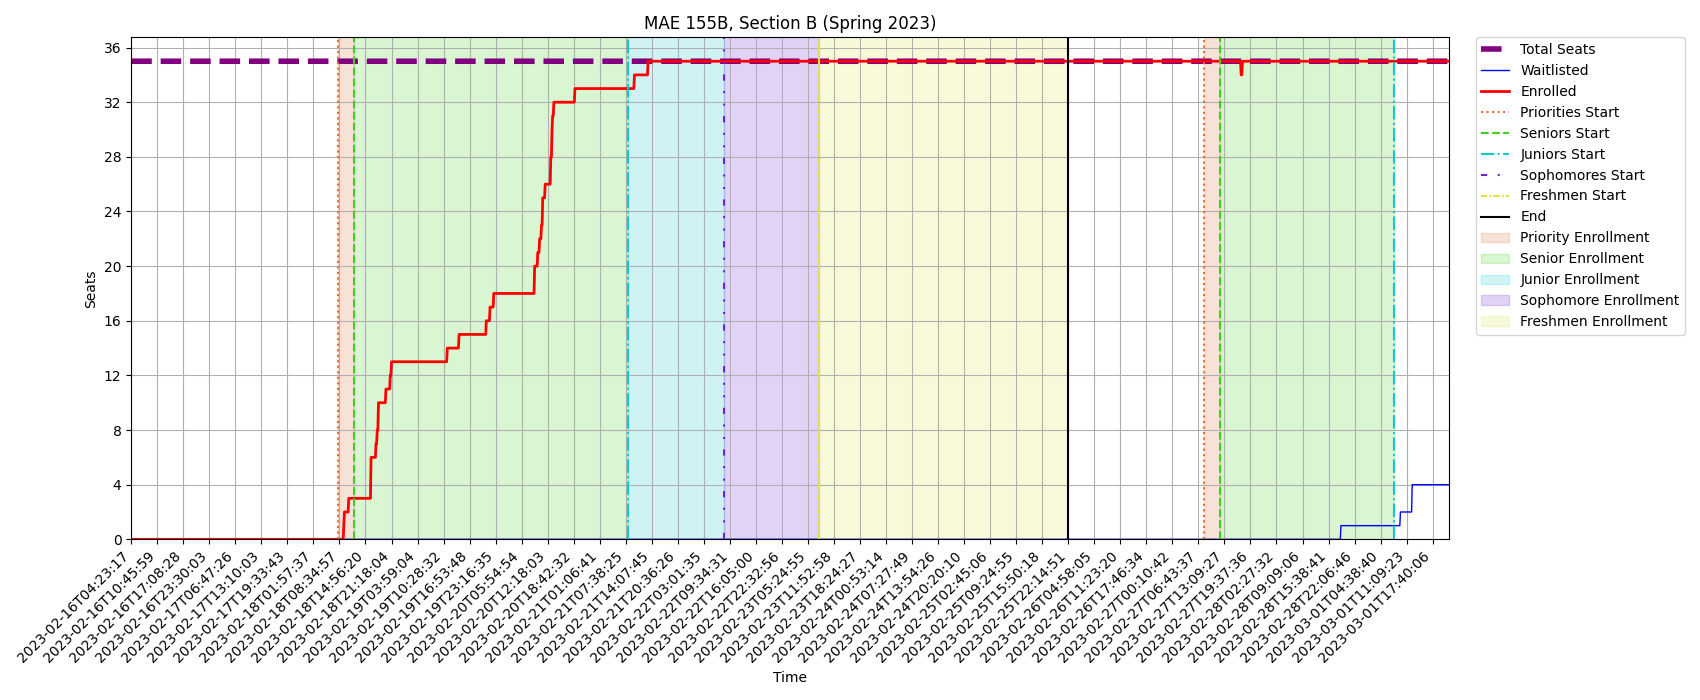 MAE 155B, Section B (Spring 2023)
Seats
36
32
28
24
20
16
12
8
4
0
2023-02-16T04:23:17
2023-02-16T10:45:59
2023-02-16T17:08:28
2023-02-16T23:30:03
2023-02-17T06:47:26
2023-02-17T13:10:03
2023-02-17T19:33:43
2023-02-18T01:57:37
2023-02-18T08:34:57
2023-02-18T14:56:20
2023-02-18T21:18:04
2023-02-19T03:59:04
2023-02-19T10:28:32
2023-02-19T16:53:48
2023-02-19T23:16:35
2023-02-20T05:54:54
2023-02-20T12:18:03
2023-02-20T18:42:32
2023-02-21T01:06:41
2023-02-21T07:38:25
2023-02-21T14:07:45
2023-02-21T20:36:26
2023-02-22T03:01:35
2023-02-22T09:34:31
2023-02-22T16:05:00
2023-02-22T22:32:56
2023-02-23T05:24:55
2023-02-23T11:52:58
2023-02-23T18:24:27
2023-02-24T00:53:14
2023-02-24T07:27:49
2023-02-24T13:54:26
2023-02-24T20:20:10
2023-02-25T02:45:06
2023-02-25T09:24:55
2023-02-25T15:50:18
2023-02-25T22:14:51
2023-02-26T04:58:05
2023-02-26T11:23:20
2023-02-26T17:46:34
2023-02-27T00:10:42
2023-02-27T06:43:37
2023-02-27T13:09:27
2023-02-27T19:37:36
2023-02-28T02:27:32
2023-02-28T09:09:06
2023-02-28T15:38:41
2023-02-28T22:06:46
2023-03-01T04:38:40
2023-03-01T11:09:23
2023-03-01T17:40:06
Time
Total Seats
Waitlisted
Enrolled
Priorities Start
Seniors Start
Juniors Start
Sophomores Start
Freshmen Start
End
Priority Enrollment
Senior Enrollment
Junior Enrollment
Sophomore Enrollment
Freshmen Enrollment